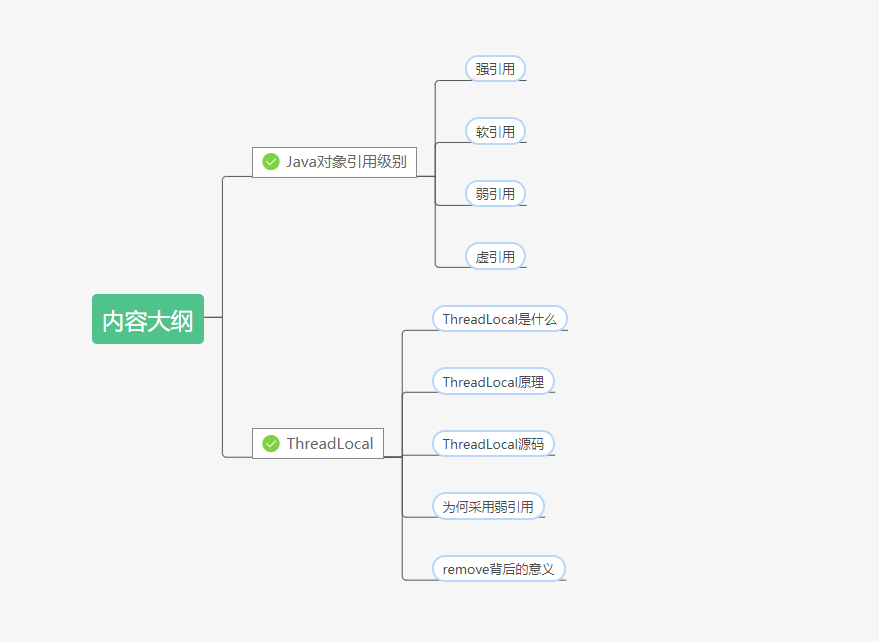 内容大纲
Java对象引用级别
强引用
软引用
弱引用
虚引用
ThreadLocal
ThreadLocal是什么
ThreadLocal原理
ThreadLocal源码
为何采用弱引用
remove背后的意义